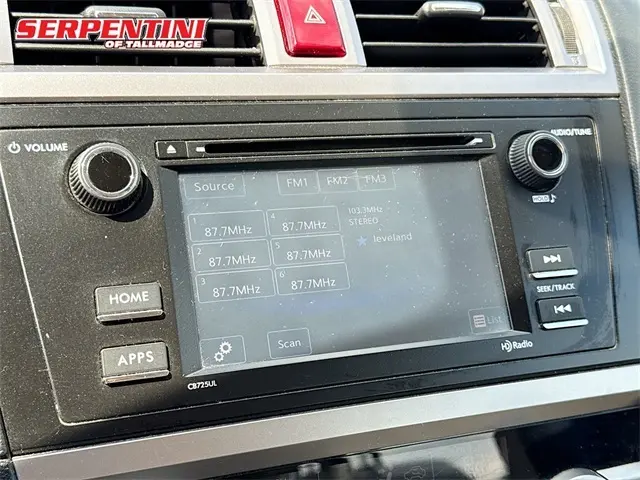 SERPENTINI
OF TALLMADGE
VOLUME
AUDIO/TUNE
HOLD
Source
FM1 FM2 FM3
1 87.7MHz
4 87.7MHz
103.3MHz
STEREO
leveland
2 87.7MHz
5 87.7MHz
3 87.7MHz
6 87.7MHz
HOME
APPS
SEEK/TRACK
Scan
List
HD Radio
CB725UL